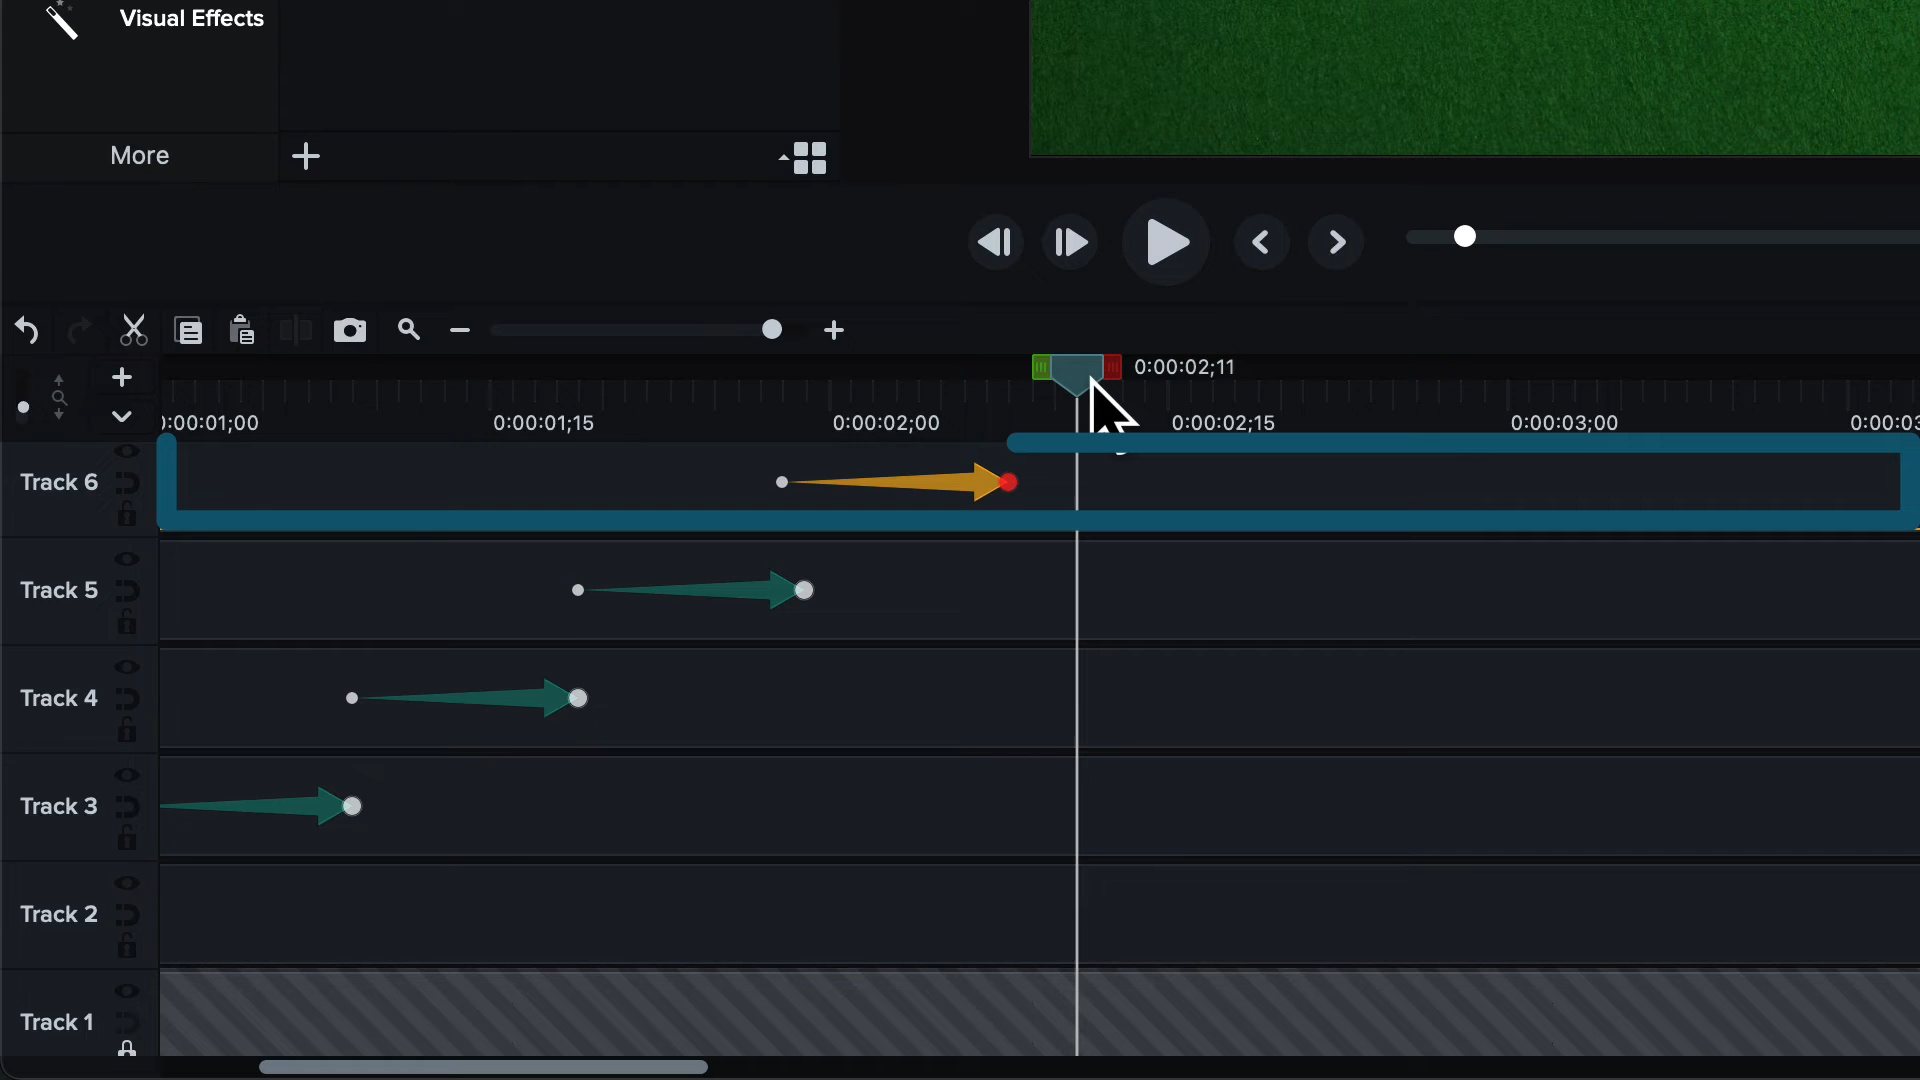 Visual Effects
More
0:00:02;11
0:00:01;00
0:00:01;15
0:00:02;00
0:00:02;15
0:00:03;00
0:00:03
Track 6
Track 5
Track 4
Track 3
Track 2
Track 1